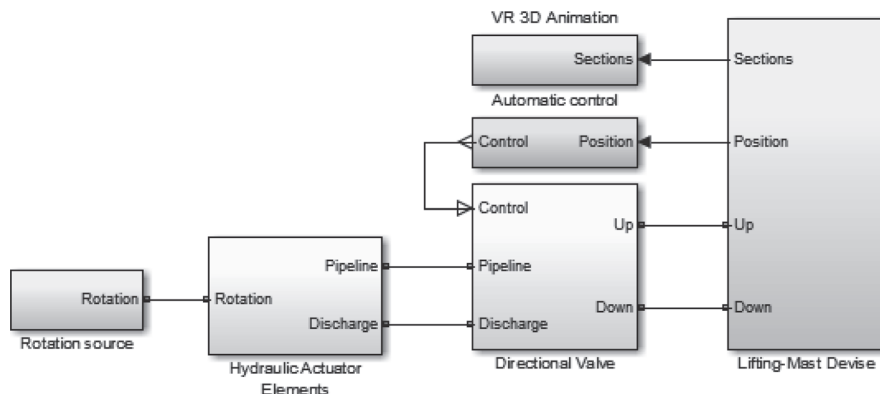 VR 3D Animation
Sections
Sections
Automatic control
Control
Position
Position
Control
Up
Up
Pipeline
Pipeline
Rotation
Rotation
Down
Down
Discharge
Discharge
Rotation source
Hydraulic Actuator
Elements
Directional Valve
Lifting-Mast Devise